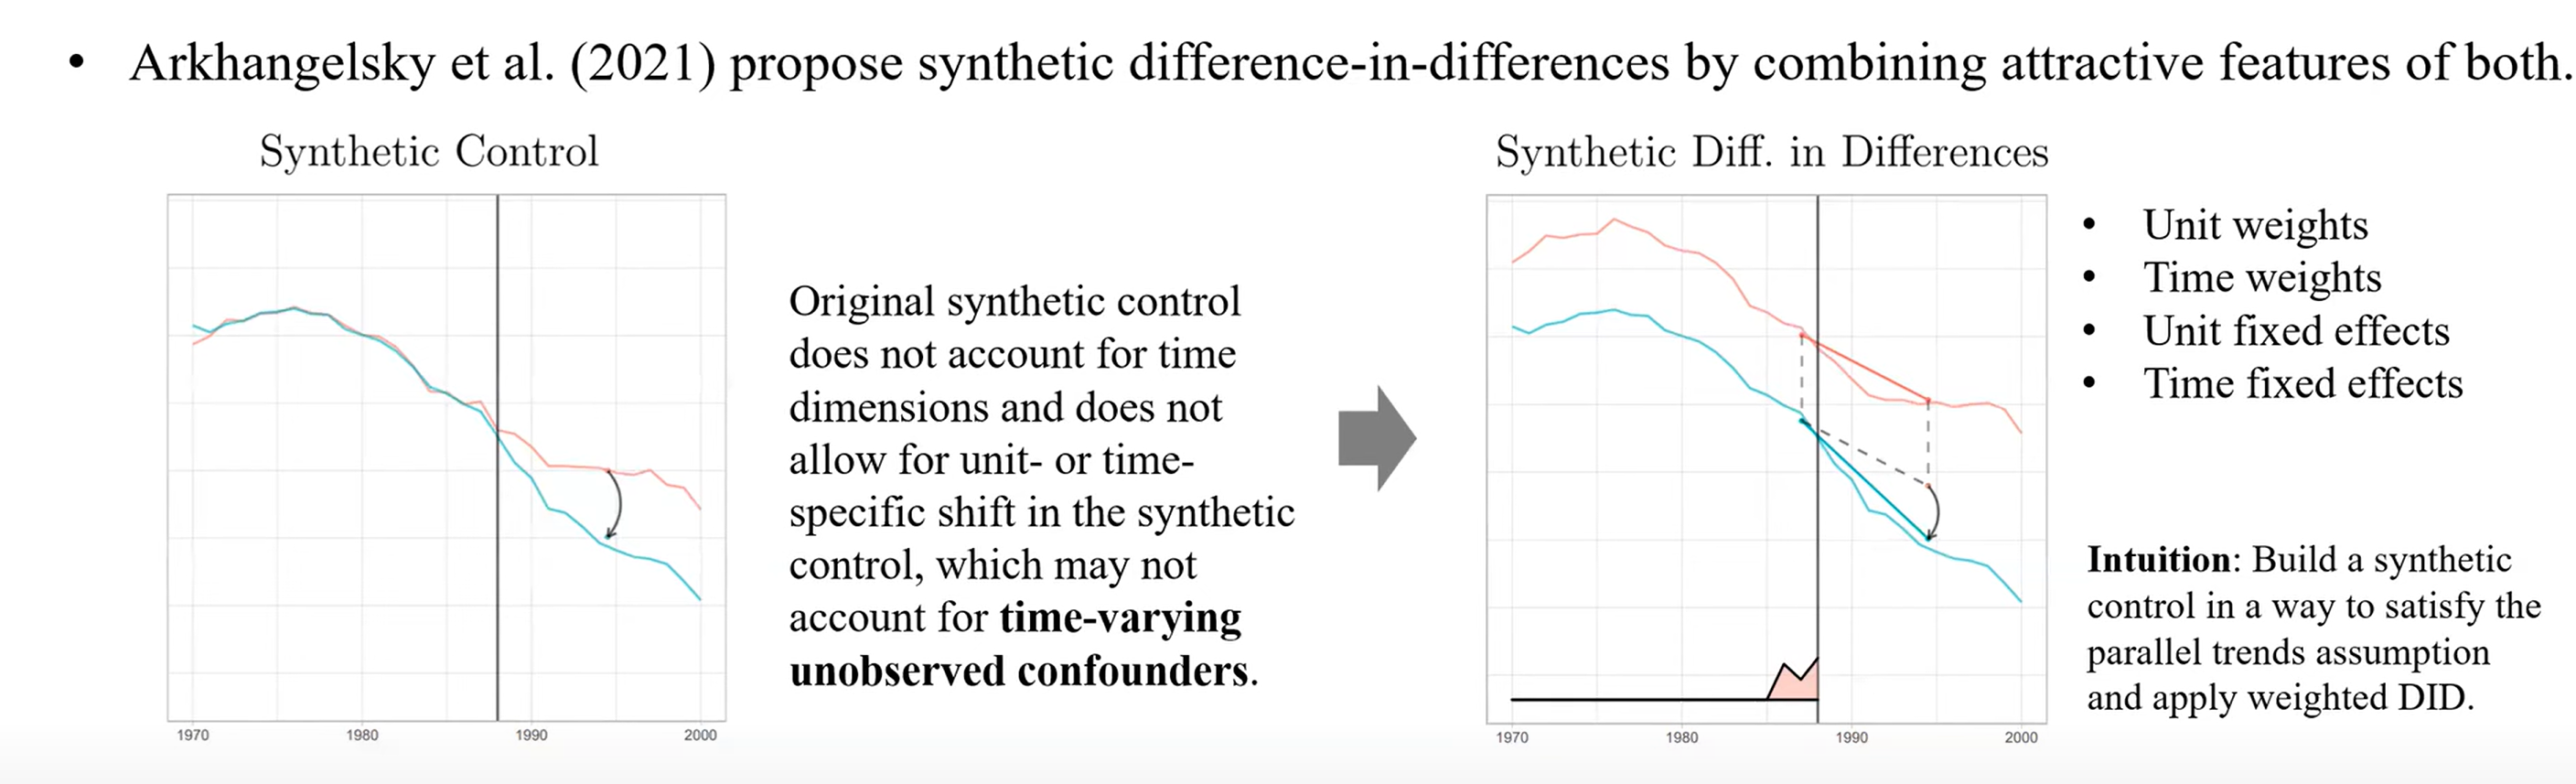 • Arkhangelsky et al. (2021) propose synthetic difference-in-differences by combining attractive features of both.
Synthetic Control
1970 1980 1990 2000
Original synthetic control
does not account for time
dimensions and does not
allow for unit- or time-
specific shift in the synthetic
control, which may not
account for time-varying
unobserved confounders.
Synthetic Diff. in Differences
1970 1980 1990 2000
• Unit weights
• Time weights
• Unit fixed effects
• Time fixed effects
Intuition: Build a synthetic
control in a way to satisfy the
parallel trends assumption
and apply weighted DID.